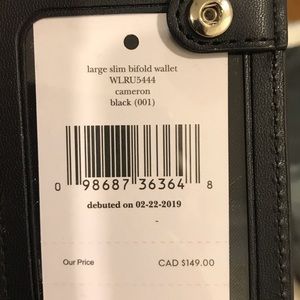 large slim bifold wallet
WLRU5444
cameron
black (001)
0 98687 36364 8
debuted on 02-22-2019
-
Our Price CAD $149.00